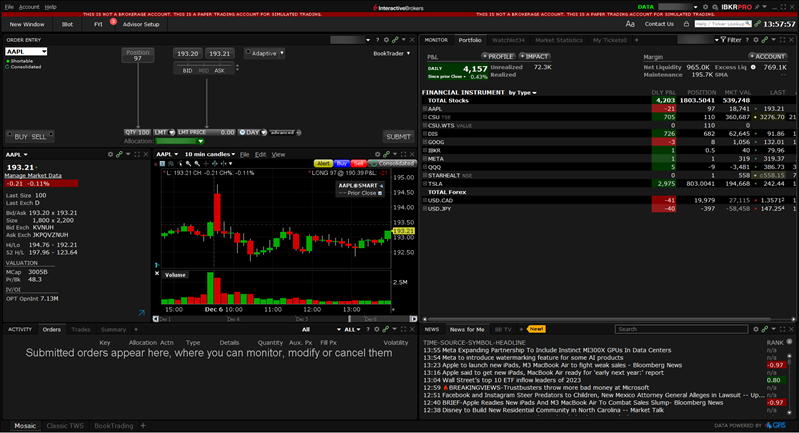 File Account Help
InteractiveBrokers
DATA
IBKRPRO
THIS IS NOT A BROKERAGE ACCOUNT. THIS IS A PAPER TRADING ACCOUNT FOR SIMULATED TRADING.
THIS IS NOT A BROKERAGE ACCOUNT. THIS IS A PAPER TRADING ACCOUNT FOR SIMULATED TRADING.
New Window IBot FYI 3 Advisor Setup
Aa Contact Us Help / Ticker Lookup 13:57:57
ORDER ENTRY
AAPL
Shortable
Consolidated
Position
97
193.20 193.21
BID MID ASK
Adaptive
BookTrader
BUY SELL
QTY 100 LMT LMT PRICE 0.00 DAY advanced
Allocation:
SUBMIT
MONITOR Portfolio Watchlist34 Market Statistics My Tickets6
Filter
P&L PROFILE IMPACT
DAILY 4,157
Since prior Close 0.43%
Unrealized 72.3K
Realized
Margin ACCOUNT
Net Liquidity 965.0K Excess Liq 769.1K
Maintenance 195.7K SMA
FINANCIAL INSTRUMENT by Type DLY P&L POSITION MKT VAL LAST
TOTAL Stocks 4,203 1803.5041 539,748
AAPL -21 97 18,741 193.21
CSU TSE 705 110 360,687 3276.70 21
CSU.WTS VALUE 0 110 0
DIS 726 682 62,645 91.86
GOOG -3 8 1,056 132.01
IBKR 0.5 40 79.96
META 1 1 319 319.37
QQQ 5 -9 -3,481 386.73
STARHEALT NSE 0 1 558 c558.15
TSLA 2,975 803.0041 194,668 242.44
TOTAL Forex
USD.CAD -41 19,979 27,115 1.3571
USD.JPY -40 -397 -58,458 147.25
AAPL
193.21
Manage Market Data
-0.21 -0.11%
Last Size 100
Last Exch D
Bid/Ask 193.20 x 193.21
Size 1,800 x 2,200
Bid Exch KVNUH
Ask Exch JKPQVZNUH
Hi/Lo 194.76 - 192.21
52 H/L 197.96 - 123.64
VALUATION
MCap 3005B
Pr/Bk 48.3
IV/OI
OPT OpnInt 7.13M
AAPL 10 min candles File Edit View
Alert Buy Sell Consolidated
L: 193.21 CH CH%: -0.11% LONG 97 @ 190.39 P&L: -21
AAPL@SMART
Prior Close
195.00
194.50
194.00
193.50
193.21
193.00
192.50
Volume
2.5M
15:00 Dec 6 10:00 11:00 12:00 13:00
Dec 1 Dec 4 Dec 5 Dec 6
ACTIVITY Orders Trades Summary +
All ALL
Key Allocation Actn Type Details Quantity Aux. Px Fill Px Volatility
Submitted orders appear here, where you can monitor, modify or cancel them
NEWS News for Me BB TV + New!
Search
TIME-SOURCE-SYMBOL-HEADLINE RANK
13:55 Meta Expanding Partnership To Include Instinct MI300X GPUs In Data Centers n/a
13:54 Meta to introduce watermarking feature for some AI products n/a
13:23 Apple to launch new iPads, M3 MacBook Air to fight weak sales - Bloomberg News -0.97
13:16 Apple said to get new iPads, MacBook Air ready for 'early next year': report n/a
13:04 Wall Street's top 10 ETF inflow leaders of 2023 0.80
12:59 BREAKINGVIEWS-Trustbusters throw more bad money at Microsoft n/a
12:51 Facebook and Instagram Steer Predators to Children, New Mexico Attorney General Alleges in Lawsuit -- Up... n/a
12:40 BRIEF-Apple Readies New iPads And M3 MacBook Air To Combat Sales Slump- Bloomberg News -0.97
12:38 Disney to Build New Residential Community in North Carolina -- Market Talk n/a
Mosaic Classic TWS BookTrading +
DATA POWERED BY GFIS